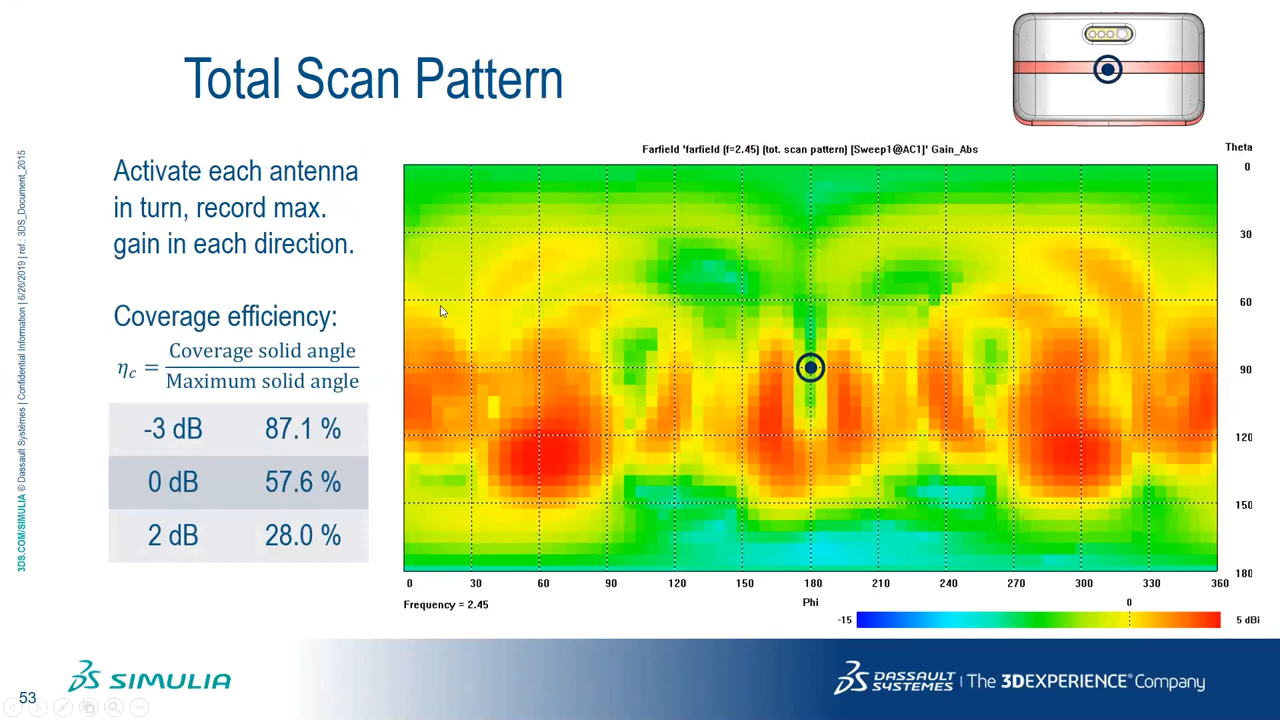 Total Scan Pattern
Activate each antenna
in turn, record max.
gain in each direction.
Coverage efficiency:
η𝑐 = Coverage solid angle
Maximum solid angle
-3 dB 87.1 %
0 dB 57.6 %
2 dB 28.0 %
Farfield 'farfield (f=2.45) (tot. scan pattern) [Sweep1@AC1]' Gain_Abs
Theta
0
30
60
90
120
150
180
0 30 60 90 120 150 180 210 240 270 300 330 360
Frequency = 2.45
Phi
0
-15 5 dBi
3DS.COM/SIMULIA © Dassault Systèmes | Confidential Information | 6/26/2019 | ref.: 3DS_Document_2015
53
SIMULIA
DASSAULT
SYSTEMES | The 3DEXPERIENCE® Company